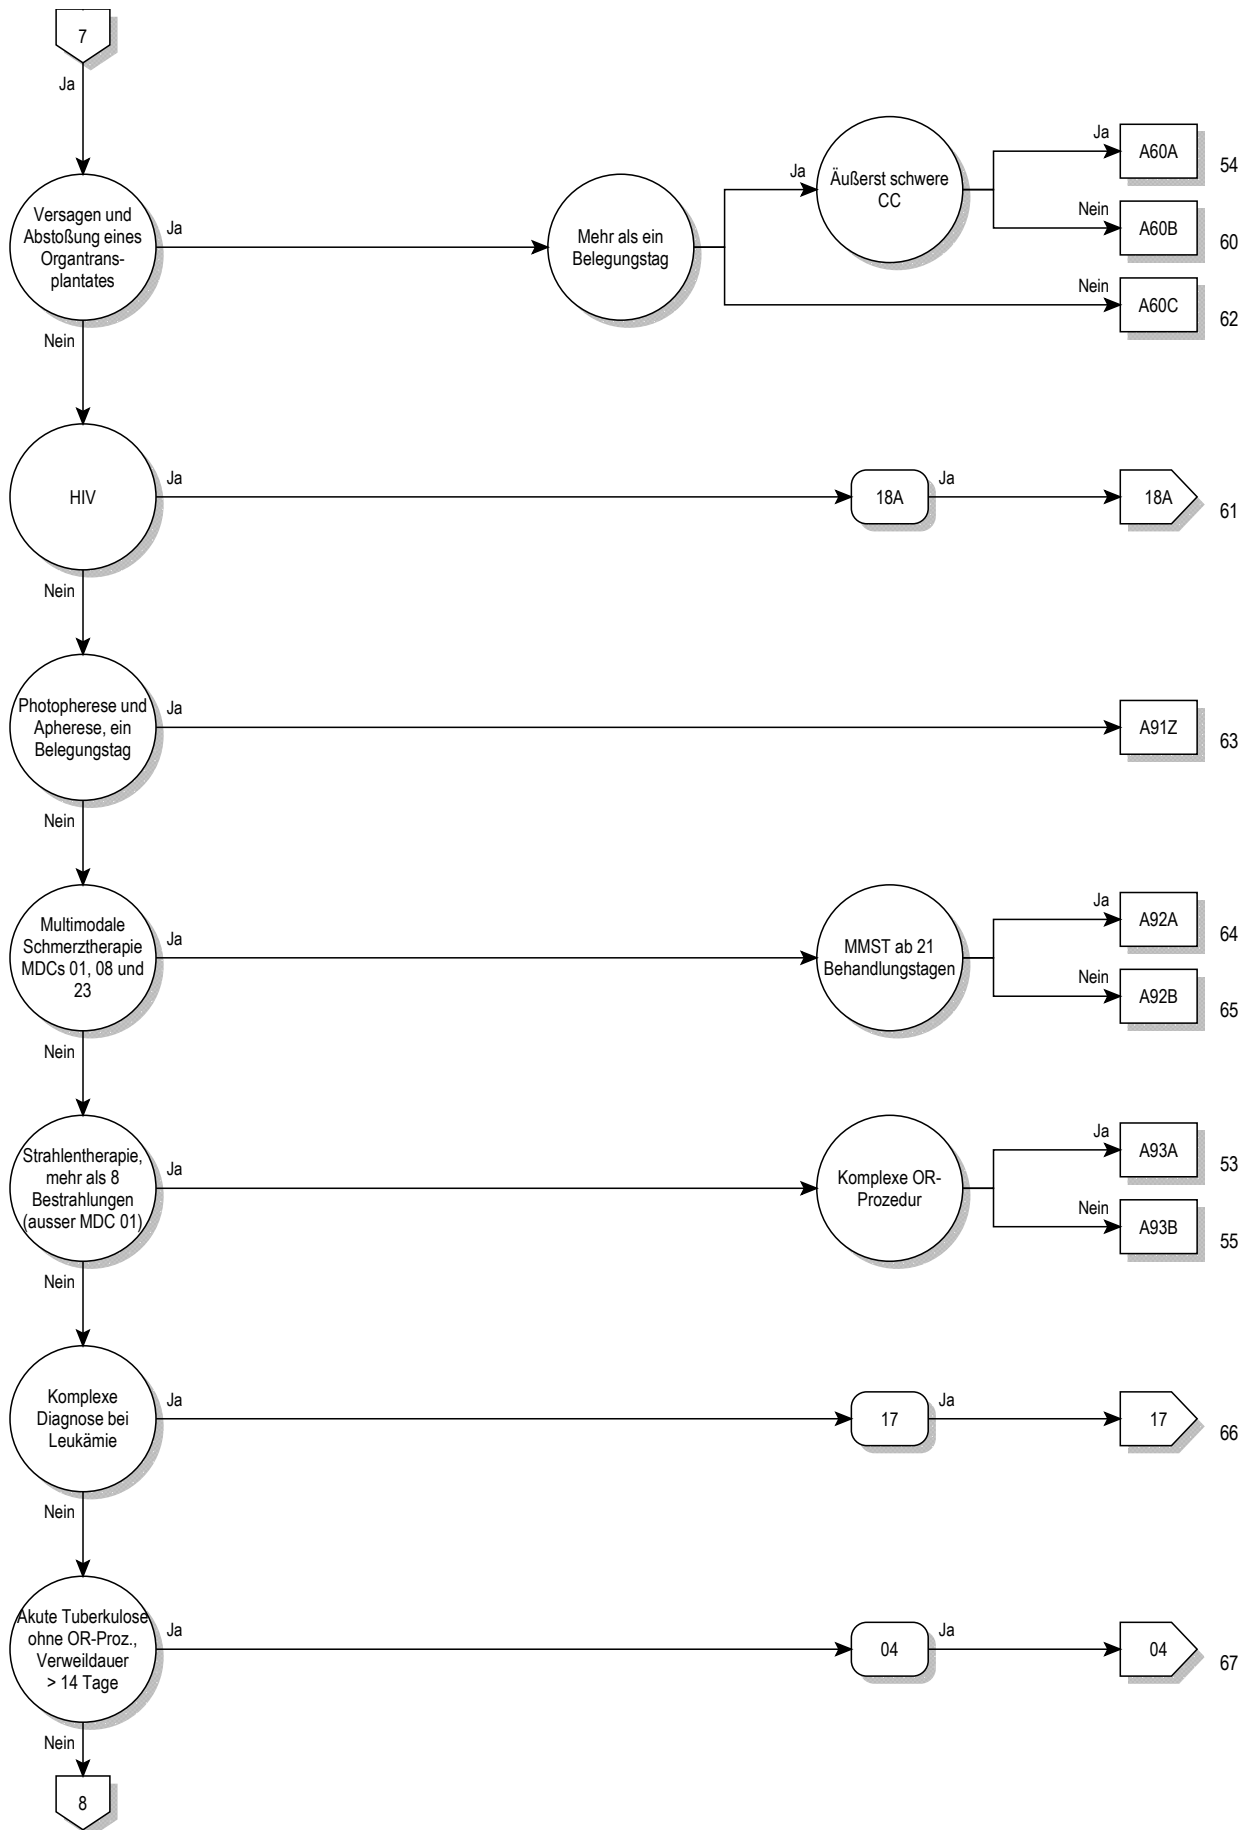 7
Ja
Versagen und
Abstoßung eines
Organtrans-
plantates
Ja
Mehr als ein
Belegungstag
Ja
Äußerst schwere
CC
Ja
A60A
54
Nein
A60B
60
Nein
A60C
62
Nein
HIV
Ja
18A
Ja
18A
61
Nein
Photopherese und
Apherese, ein
Belegungstag
Ja
A91Z
63
Nein
Multimodale
Schmerztherapie
MDCs 01, 08 und
23
Ja
MMST ab 21
Behandlungstagen
Ja
A92A
64
Nein
A92B
65
Nein
Strahlentherapie,
mehr als 8
Bestrahlungen
(ausser MDC 01)
Ja
Komplexe OR-
Prozedur
Ja
A93A
53
Nein
A93B
55
Nein
Komplexe
Diagnose bei
Leukämie
Ja
17
Ja
17
66
Nein
Akute Tuberkulose
ohne OR-Proz.,
Verweildauer
> 14 Tage
Ja
04
Ja
04
67
Nein
8